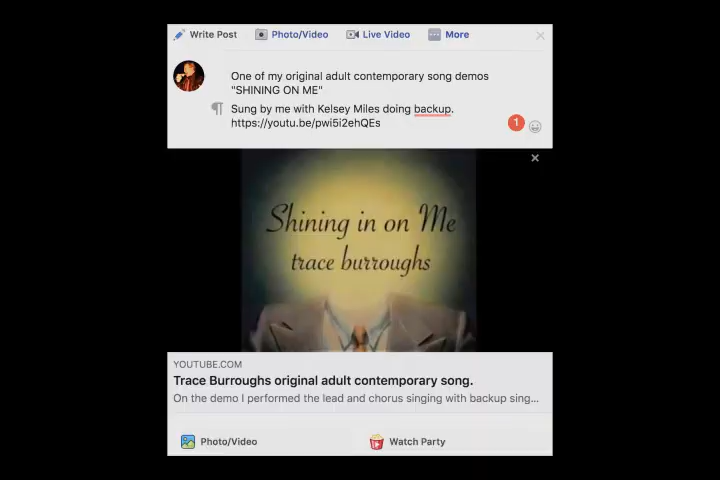 Write Post Photo/Video Live Video More
One of my original adult contemporary song demos
"SHINING ON ME"
Sung by me with Kelsey Miles doing backup.
https://youtu.be/pwi5i2ehQEs
1
Shining in on Me
trace burroughs
YOUTUBE.COM
Trace Burroughs original adult contemporary song.
On the demo I performed the lead and chorus singing with backup sing...
Photo/Video Watch Party